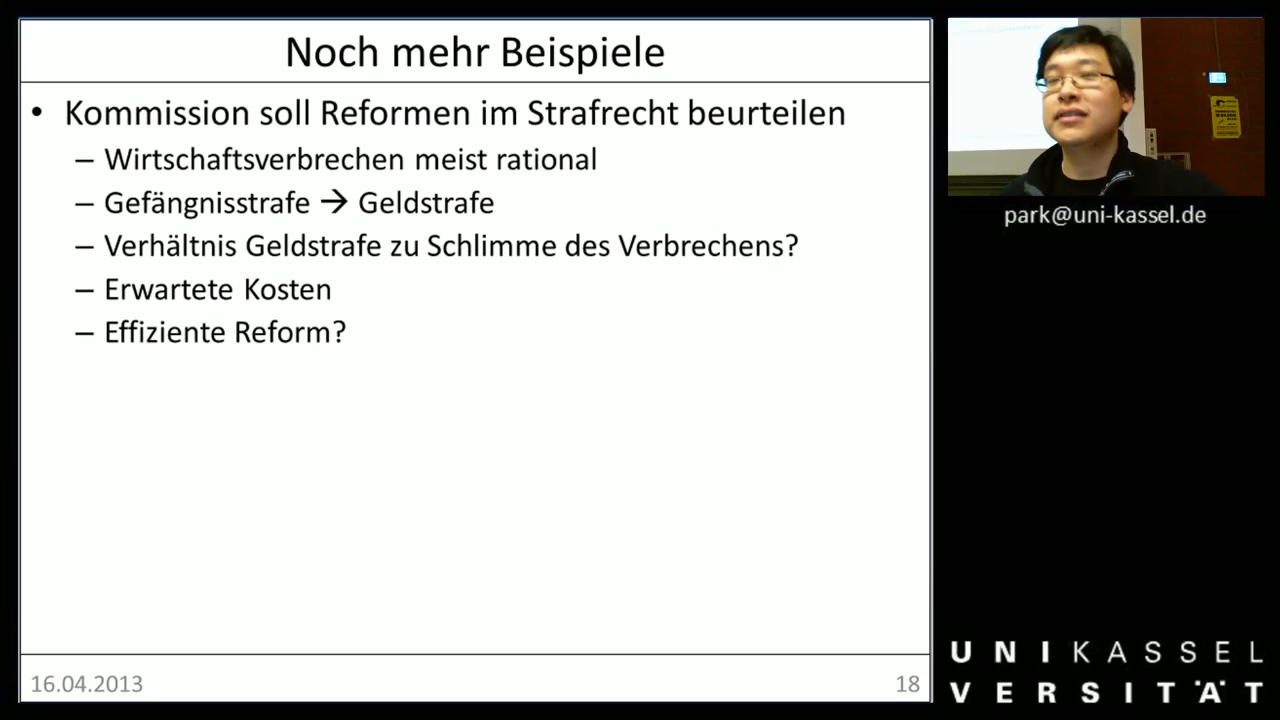 Noch mehr Beispiele
• Kommission soll Reformen im Strafrecht beurteilen
– Wirtschaftsverbrechen meist rational
– Gefängnisstrafe → Geldstrafe
– Verhältnis Geldstrafe zu Schlimme des Verbrechens?
– Erwartete Kosten
– Effiziente Reform?
16.04.2013
18
park@uni-kassel.de
UNIKASSEL
VERSITÄT